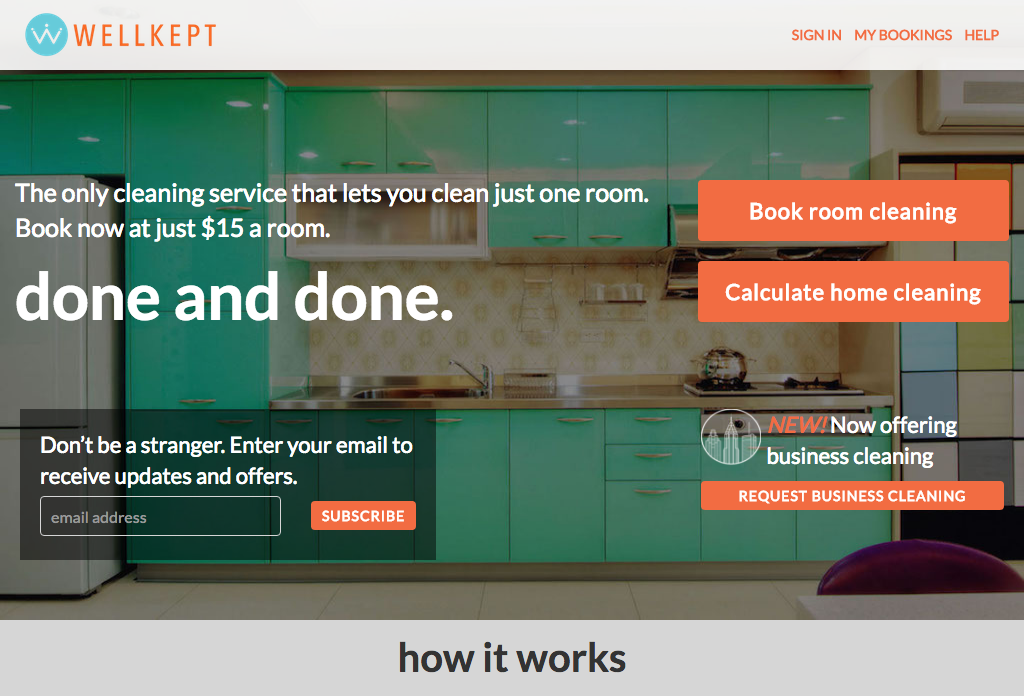 WELLKEPT
SIGN IN MY BOOKINGS HELP
The only cleaning service that lets you clean just one room.
Book now at just $15 a room.
done and done.
Book room cleaning
Calculate home cleaning
Don’t be a stranger. Enter your email to
receive updates and offers.
email address
SUBSCRIBE
NEW! Now offering
business cleaning
REQUEST BUSINESS CLEANING
how it works